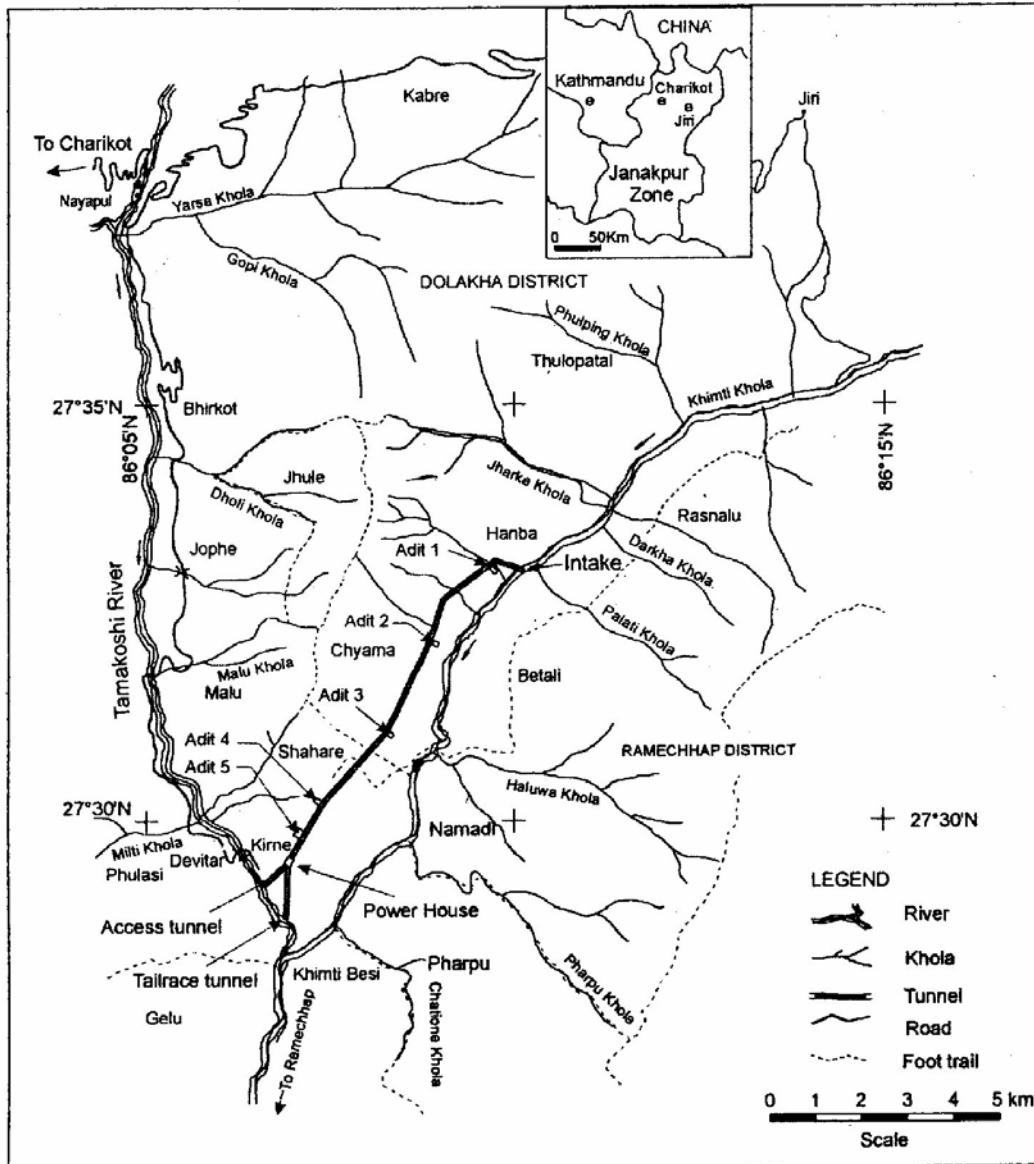 CHINA
Kathmandu
Charikot
Jiri
Janakpur
Zone
0 50Km
Kabre
Jiri
To Charikot
Nayapul
Yarsa Khola
Gopi Khola
DOLAKHA DISTRICT
Phulping Khola
Thulopatal
Khimti Khola
27°35'N
Bhirkot
86°05'N
86°15'N
Jhule
Jharka Khola
Dholi Khola
Rasnalu
Hanba
Jophe
Adit 1
Intake
Darkha Khola
Tamakoshi River
Adit 2
Chyama
Palati Khola
Malu Khola
Malu
Betali
Adit 3
Adit 4
Shahare
RAMECHHAP DISTRICT
Adit 5
Haluwa Khola
27°30'N
Namadi
27°30'N
Milti Khola
Kirne
Devitar
Phulasi
LEGEND
Access tunnel
Power House
River
Tailrace tunnel
Khimti Besi
Pharpu
Khola
Pharpu Khola
Tunnel
Gelu
Chatione Khola
Road
To Ramechhap
Foot trail
0 1 2 3 4 5 km
Scale